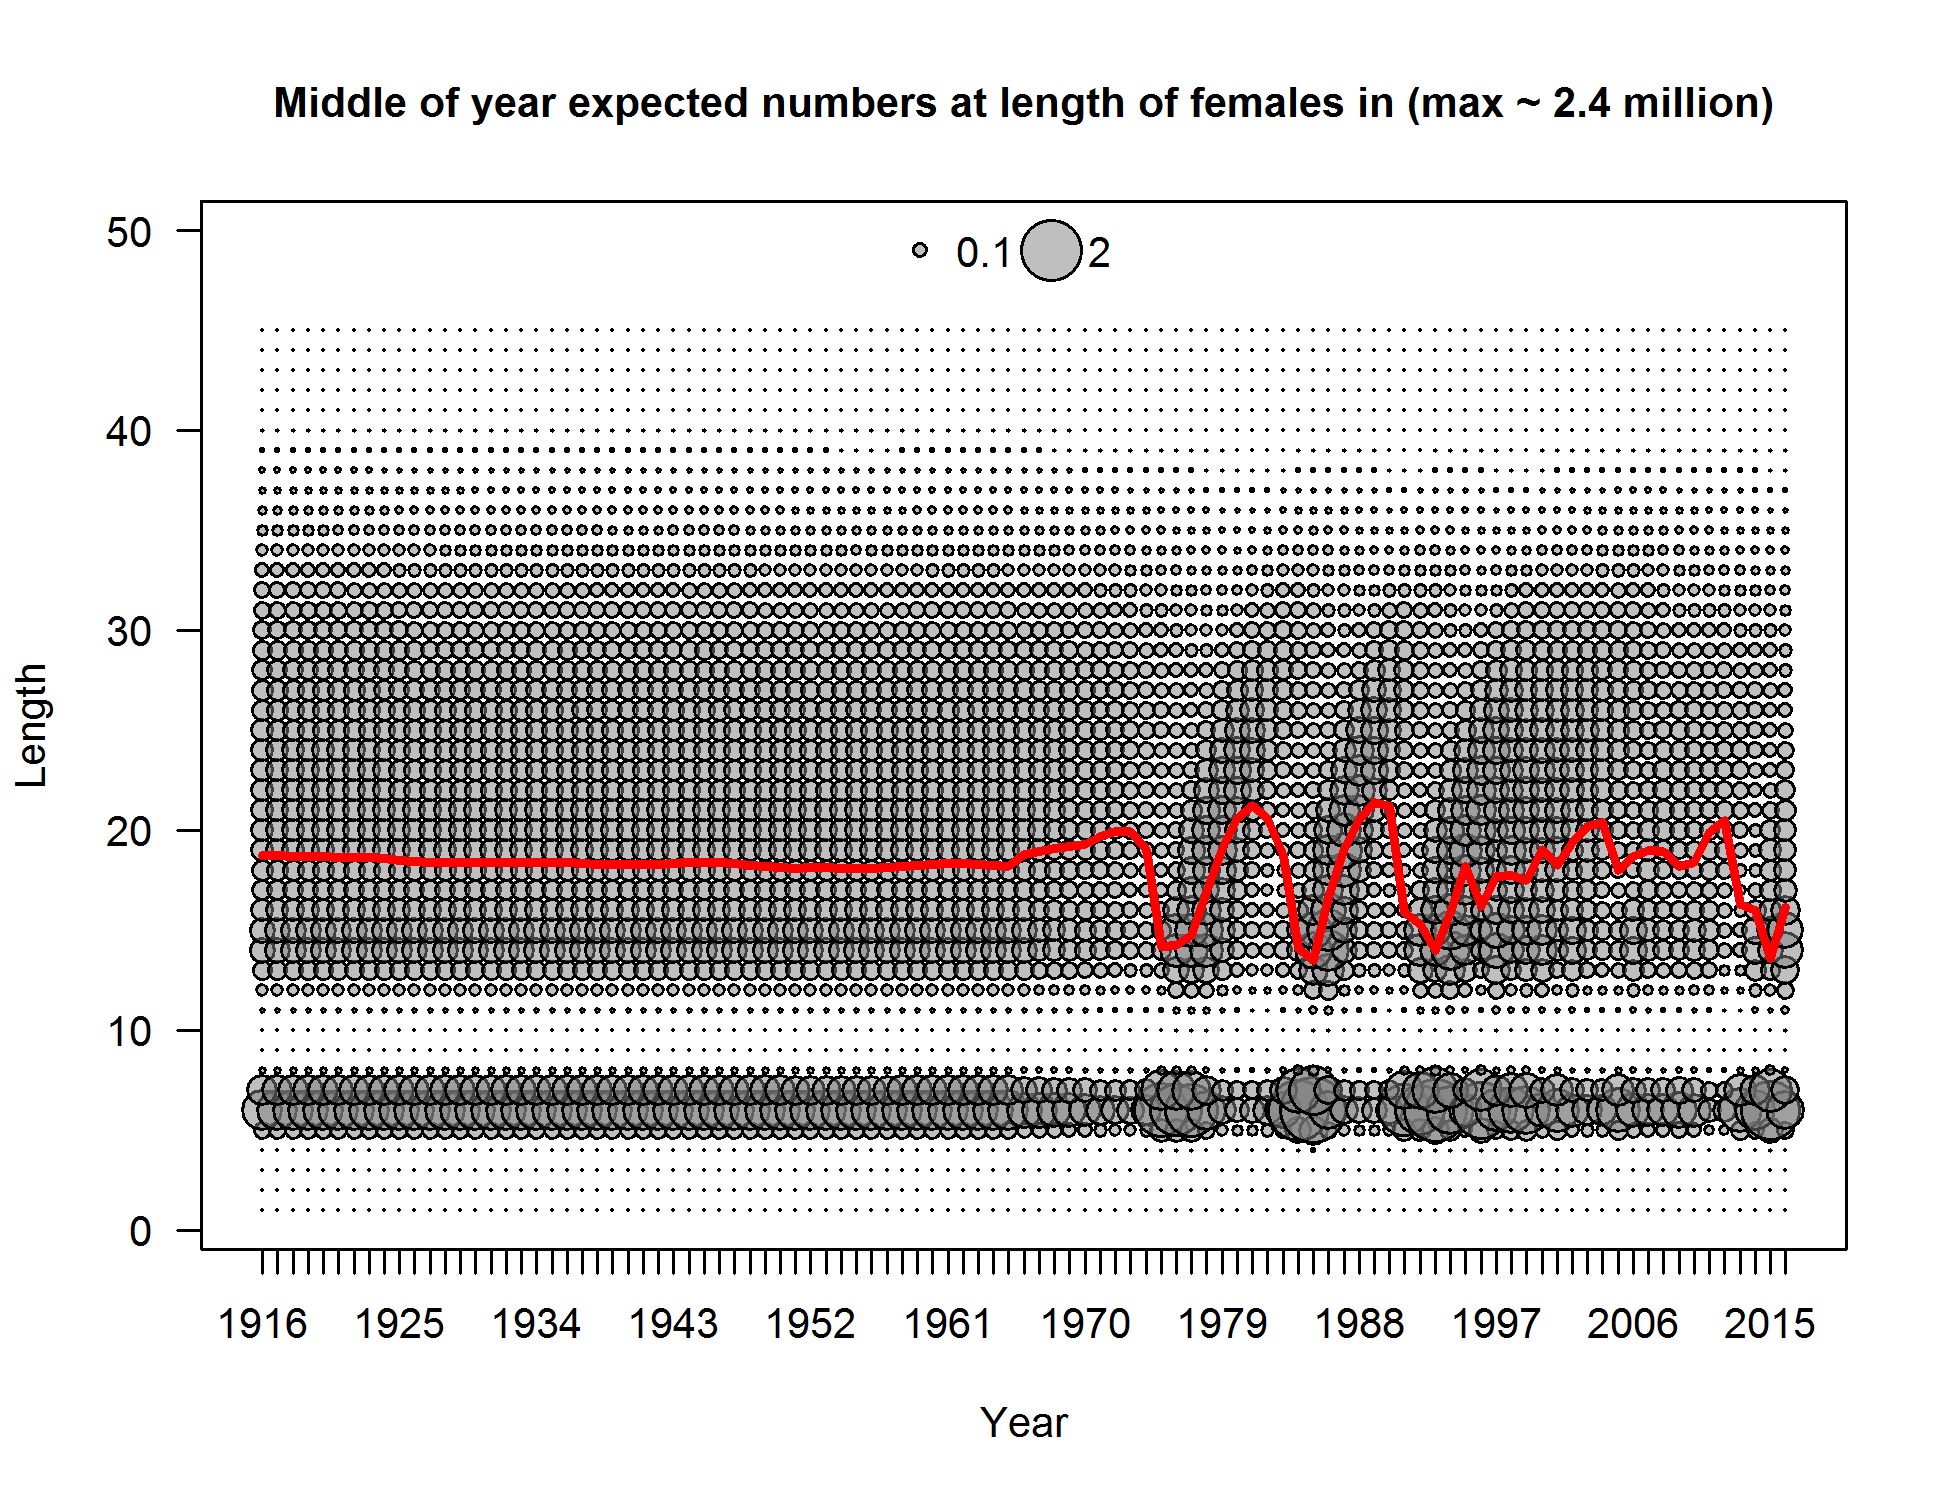 Middle of year expected numbers at length of females in (max ~ 2.4 million)
0.1 2
50
40
30
20
10
0
Length
1916 1925 1934 1943 1952 1961 1970 1979 1988 1997 2006 2015
Year